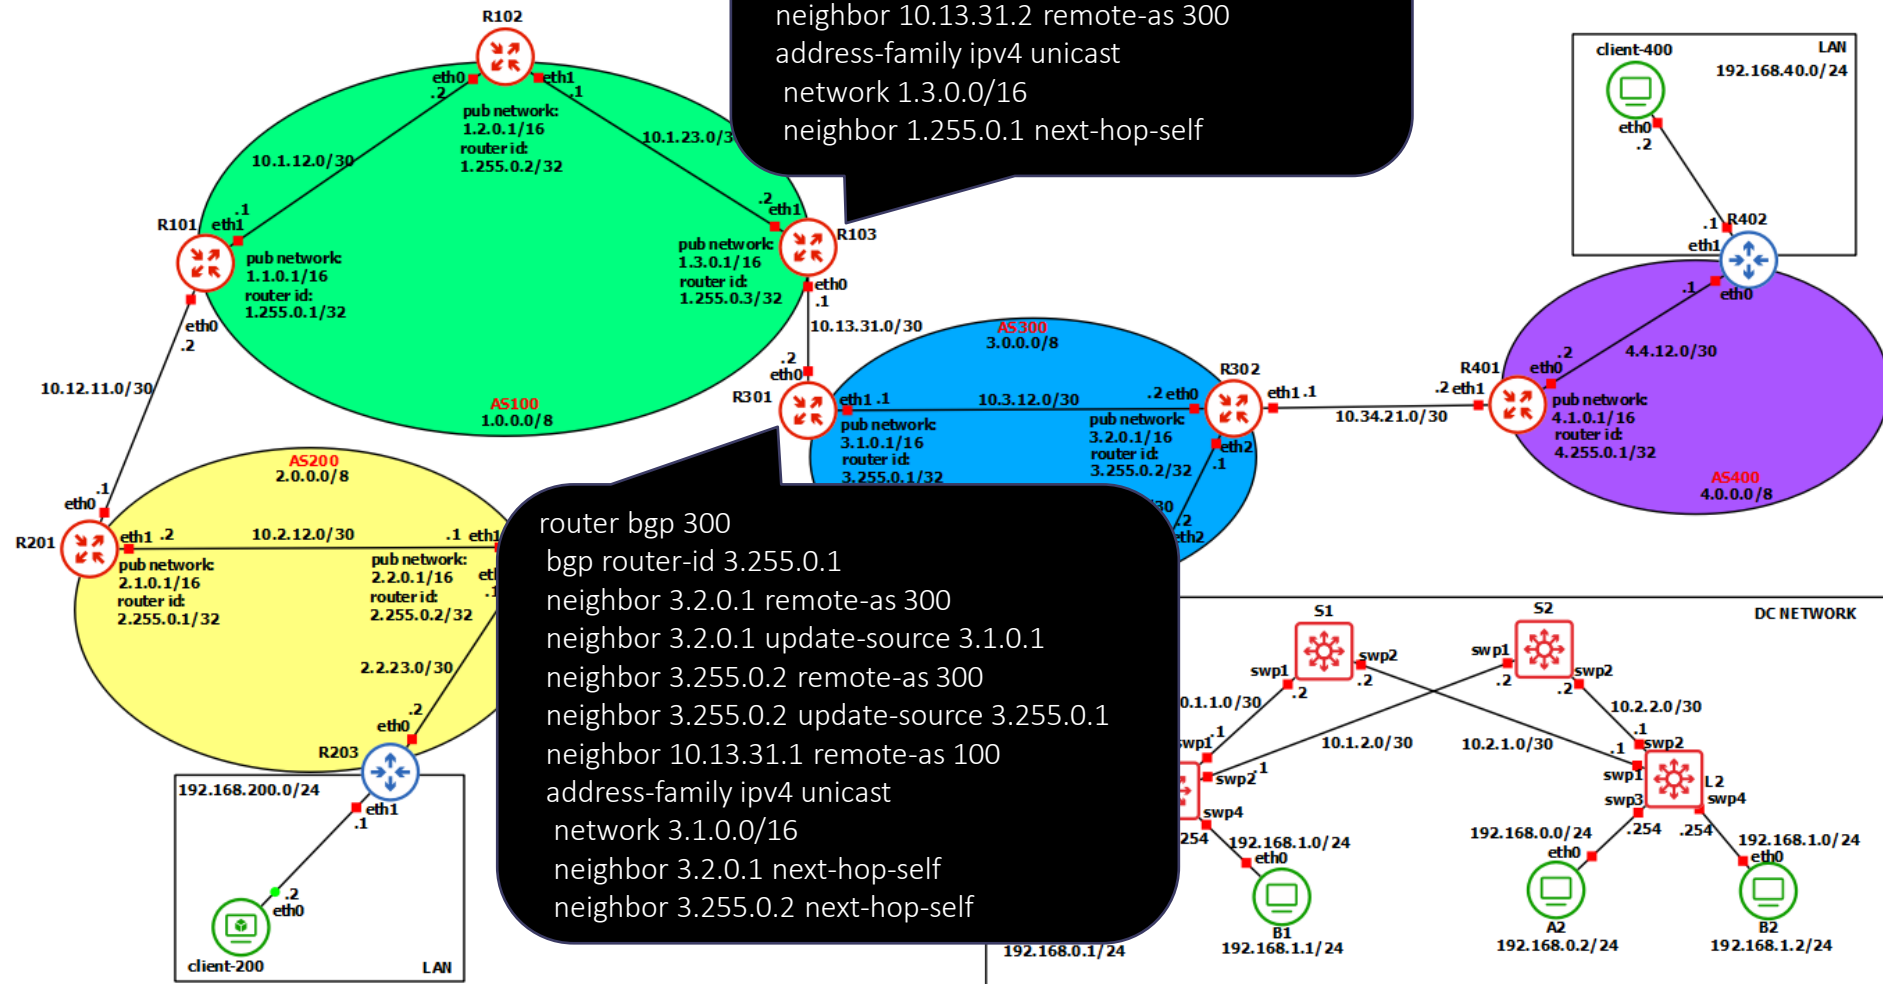 R102
neighbor 10.13.31.2 remote-as 300
address-family ipv4 unicast
network 1.3.0.0/16
neighbor 1.255.0.1 next-hop-self
eth0
.2
eth1
.1
pub network:
1.2.0.1/16
router id:
1.255.0.2/32
10.1.12.0/30
10.1.23.0/3
R101
.1
eth1
pub network:
1.1.0.1/16
router id:
1.255.0.1/32
eth0
.2
.2
eth1
R103
pub network:
1.3.0.1/16
router id:
1.255.0.3/32
eth0
.1
10.13.31.0/30
AS100
1.0.0.0/8
10.12.11.0/30
client-400
LAN
192.168.40.0/24
eth0
.2
.1
R402
eth1
.1
eth0
4.4.12.0/30
R401
.2
eth0
.2 eth1
pub network:
4.1.0.1/16
router id:
4.255.0.1/32
AS400
4.0.0.0/8
AS300
3.0.0.0/8
.2
eth0
R301
eth1 .1
10.3.12.0/30
.2 eth0
R302
eth1 .1
10.34.21.0/30
pub network:
3.1.0.1/16
router id:
3.255.0.1/32
pub network:
3.2.0.1/16
router id:
3.255.0.2/32
eth2
.1
30
.2
eth2
AS200
2.0.0.0/8
.1
eth0
R201
eth1 .2
10.2.12.0/30
.1 eth1
pub network:
2.1.0.1/16
router id:
2.255.0.1/32
pub network:
2.2.0.1/16
router id:
2.255.0.2/32
2.2.23.0/30
.2
eth0
R203
192.168.200.0/24
eth1
.1
.2
eth0
client-200
LAN
router bgp 300
bgp router-id 3.255.0.1
neighbor 3.2.0.1 remote-as 300
neighbor 3.2.0.1 update-source 3.1.0.1
neighbor 3.255.0.2 remote-as 300
neighbor 3.255.0.2 update-source 3.255.0.1
neighbor 10.13.31.1 remote-as 100
address-family ipv4 unicast
network 3.1.0.0/16
neighbor 3.2.0.1 next-hop-self
neighbor 3.255.0.2 next-hop-self
DC NETWORK
S1
S2
swp1
.2
swp2
.2
swp1
.2
swp2
.2
0.1.1.0/30
10.1.2.0/30
10.2.1.0/30
10.2.2.0/30
swp1
.1
swp2
.1
swp4
254
.1
swp1
.1
swp2
L2
swp3
.254
swp4
.254
192.168.1.0/24
eth0
192.168.0.0/24
eth0
192.168.1.0/24
eth0
192.168.0.1/24
B1
192.168.1.1/24
A2
192.168.0.2/24
B2
192.168.1.2/24